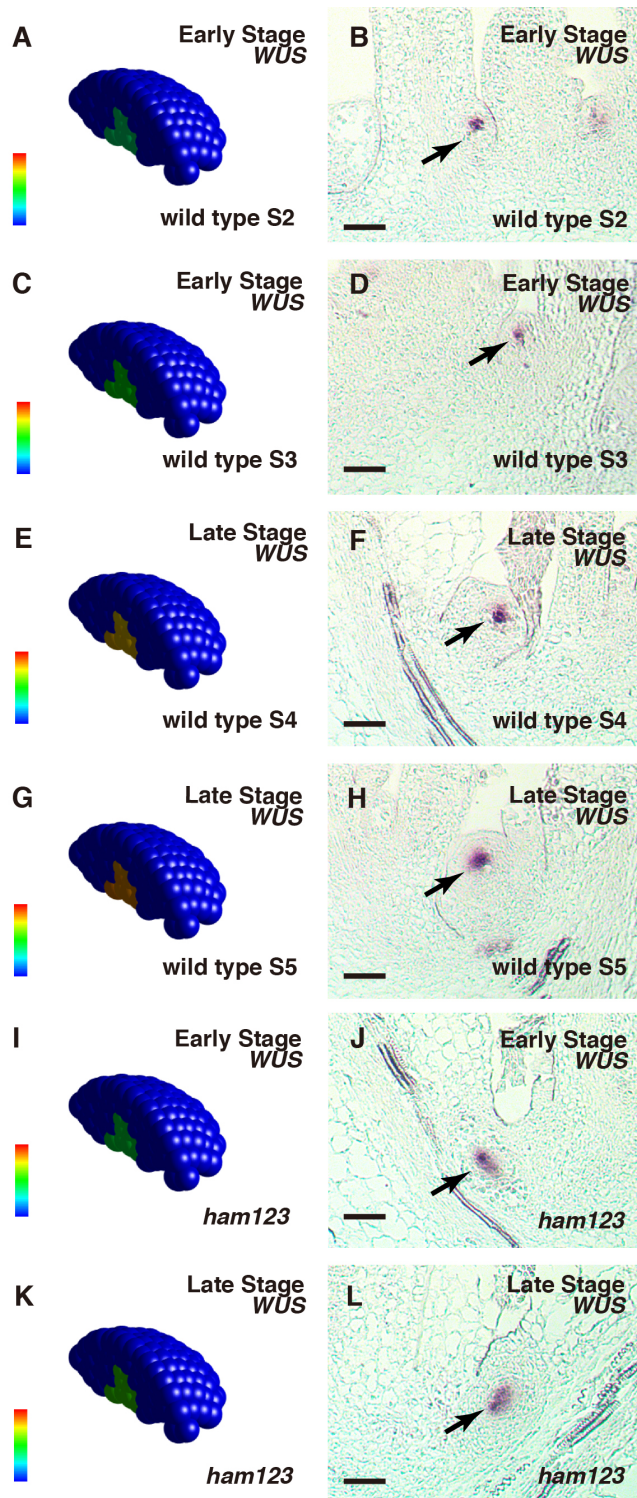 A
Early Stage
WUS
wild type S2
B
Early Stage
WUS
wild type S2
C
Early Stage
WUS
wild type S3
D
Early Stage
WUS
wild type S3
E
Late Stage
WUS
wild type S4
F
Late Stage
WUS
wild type S4
G
Late Stage
WUS
wild type S5
H
Late Stage
WUS
wild type S5
I
Early Stage
WUS
ham123
J
Early Stage
WUS
ham123
K
Late Stage
WUS
ham123
L
Late Stage
WUS
ham123